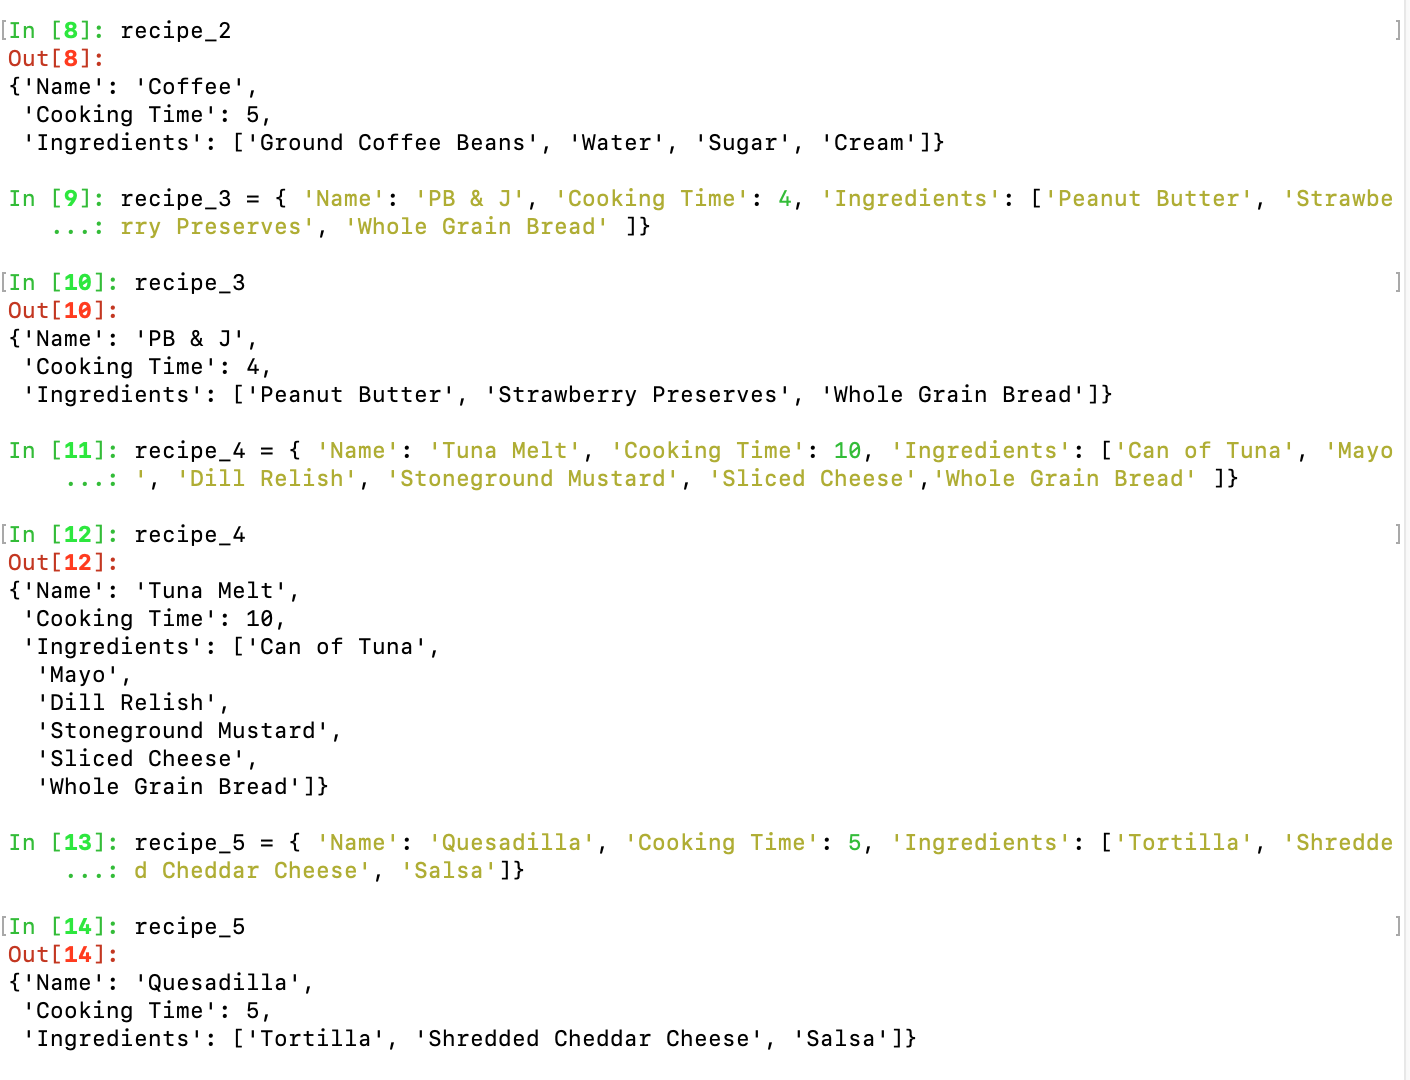 [In [8]: recipe_2 ]
Out[8]:
{'Name': 'Coffee',
 'Cooking Time': 5,
 'Ingredients': ['Ground Coffee Beans', 'Water', 'Sugar', 'Cream']}
In [9]: recipe_3 = { 'Name': 'PB & J', 'Cooking Time': 4, 'Ingredients': ['Peanut Butter', 'Strawbe
   ...: rry Preserves', 'Whole Grain Bread' ]}
[In [10]: recipe_3 ]
Out[10]:
{'Name': 'PB & J',
 'Cooking Time': 4,
 'Ingredients': ['Peanut Butter', 'Strawberry Preserves', 'Whole Grain Bread']}
In [11]: recipe_4 = { 'Name': 'Tuna Melt', 'Cooking Time': 10, 'Ingredients': ['Can of Tuna', 'Mayo
    ...: ', 'Dill Relish', 'Stoneground Mustard', 'Sliced Cheese','Whole Grain Bread' ]}
[In [12]: recipe_4 ]
Out[12]:
{'Name': 'Tuna Melt',
 'Cooking Time': 10,
 'Ingredients': ['Can of Tuna',
  'Mayo',
  'Dill Relish',
  'Stoneground Mustard',
  'Sliced Cheese',
  'Whole Grain Bread']}
In [13]: recipe_5 = { 'Name': 'Quesadilla', 'Cooking Time': 5, 'Ingredients': ['Tortilla', 'Shredde
    ...: d Cheddar Cheese', 'Salsa']}
[In [14]: recipe_5 ]
Out[14]:
{'Name': 'Quesadilla',
 'Cooking Time': 5,
 'Ingredients': ['Tortilla', 'Shredded Cheddar Cheese', 'Salsa']}